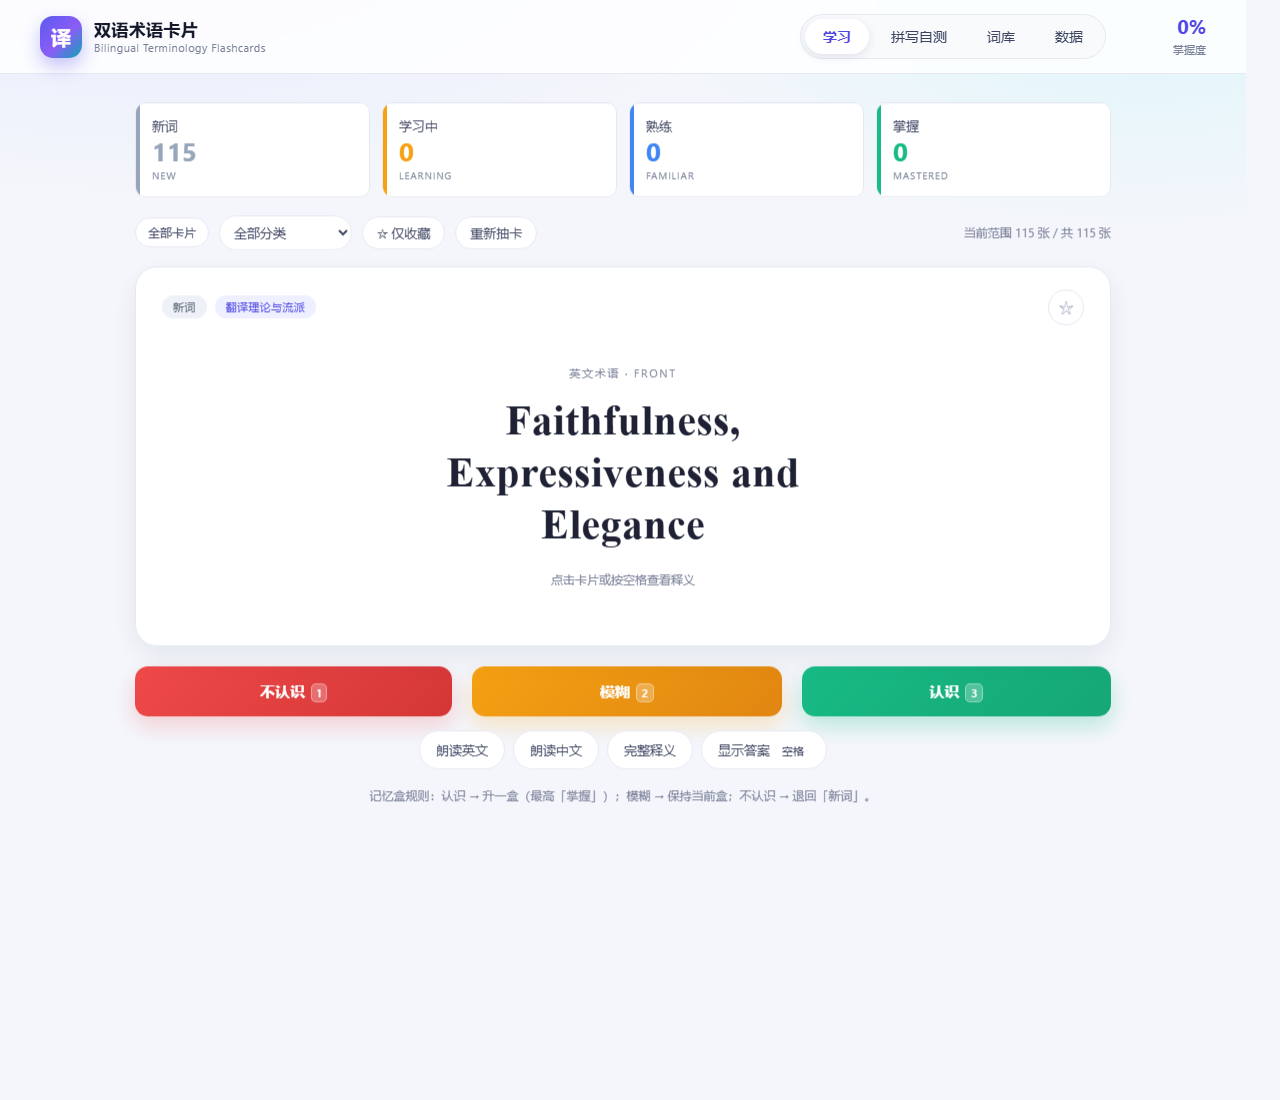 译
双语术语卡片
Bilingual Terminology Flashcards
学习
拼写自测
词库
数据
0%
掌握度
新词
115
NEW
学习中
0
LEARNING
熟练
0
FAMILIAR
掌握
0
MASTERED
全部卡片
全部分类
☆ 仅收藏
重新抽卡
当前范围 115 张 / 共 115 张
新词
翻译理论与流派
☆
英文术语 · FRONT
Faithfulness,
Expressiveness and
Elegance
点击卡片或按空格查看释义
不认识 1
模糊 2
认识 3
朗读英文
朗读中文
完整释义
显示答案 空格
记忆盒规则：认识 → 升一盒（最高「掌握」）；模糊 → 保持当前盒；不认识 → 退回「新词」。